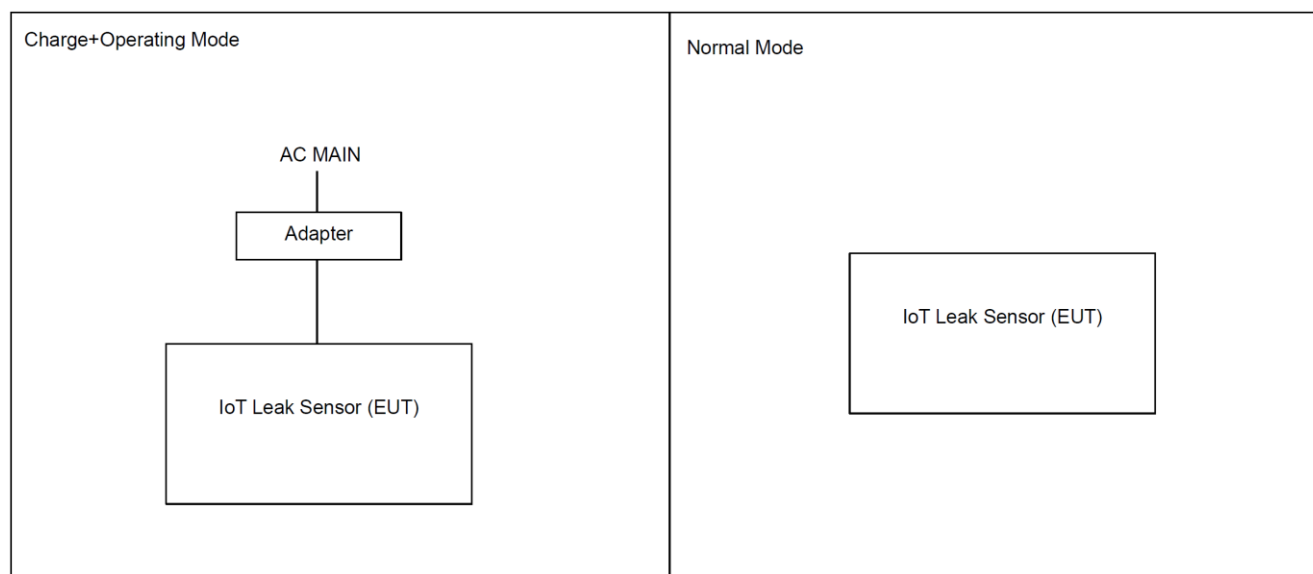 Charge+Operating Mode
AC MAIN
Adapter
IoT Leak Sensor (EUT)
Normal Mode
IoT Leak Sensor (EUT)